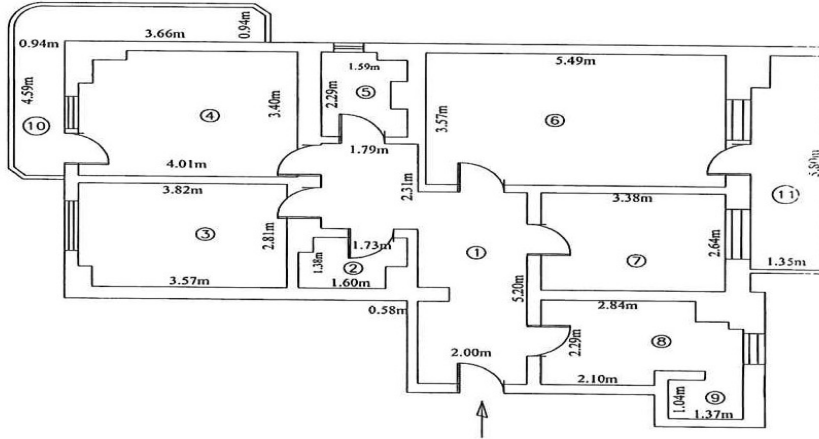 3.66m
0.94m
0.94m
4.59m
10
4
3.40m
4.01m
1.59m
2.29m
5
1.79m
2.31m
5.49m
3.57m
6
11
1.35m
3.82m
3
2.81m
3.57m
1.73m
1.38m
2
1.60m
0.58m
1
5.20m
2.00m
3.38m
2.64m
7
2.84m
2.29m
8
2.10m
1.04m
9
1.37m